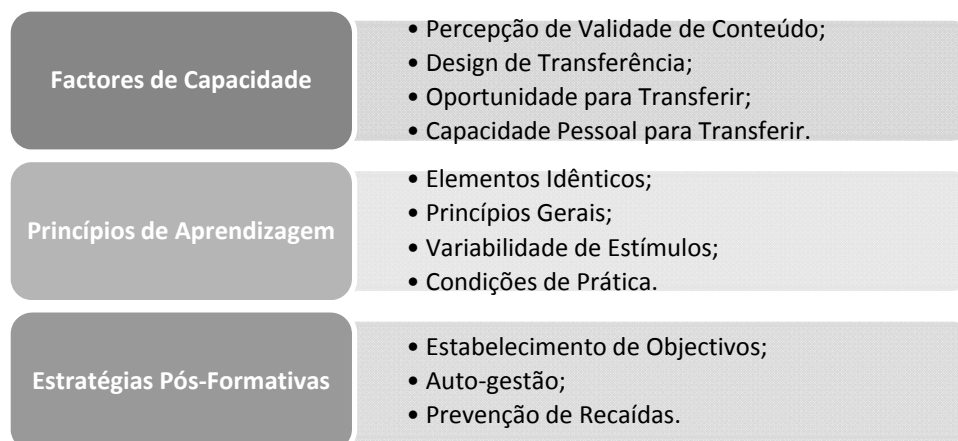 Factores de Capacidade
• Percepção de Validade de Conteúdo;
• Design de Transferência;
• Oportunidade para Transferir;
• Capacidade Pessoal para Transferir.
Princípios de Aprendizagem
• Elementos Idênticos;
• Princípios Gerais;
• Variabilidade de Estímulos;
• Condições de Prática.
Estratégias Pós-Formativas
• Estabelecimento de Objectivos;
• Auto-gestão;
• Prevenção de Recaídas.